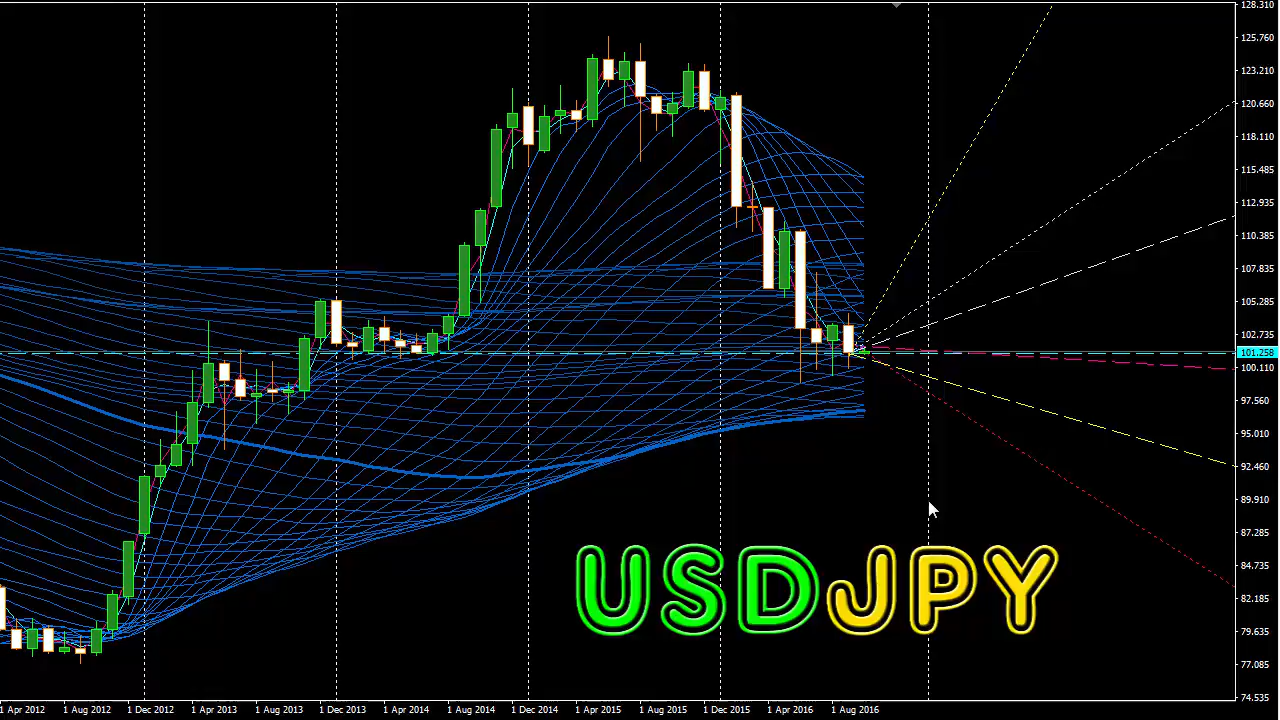 128.310
125.760
123.210
120.660
118.110
115.485
112.935
110.385
107.835
105.285
102.735
101.258
100.110
97.560
95.010
92.460
89.910
87.285
84.735
82.185
79.635
77.085
74.535
USDJPY
1 Apr 2012
1 Aug 2012
1 Dec 2012
1 Apr 2013
1 Aug 2013
1 Dec 2013
1 Apr 2014
1 Aug 2014
1 Dec 2014
1 Apr 2015
1 Aug 2015
1 Dec 2015
1 Apr 2016
1 Aug 2016